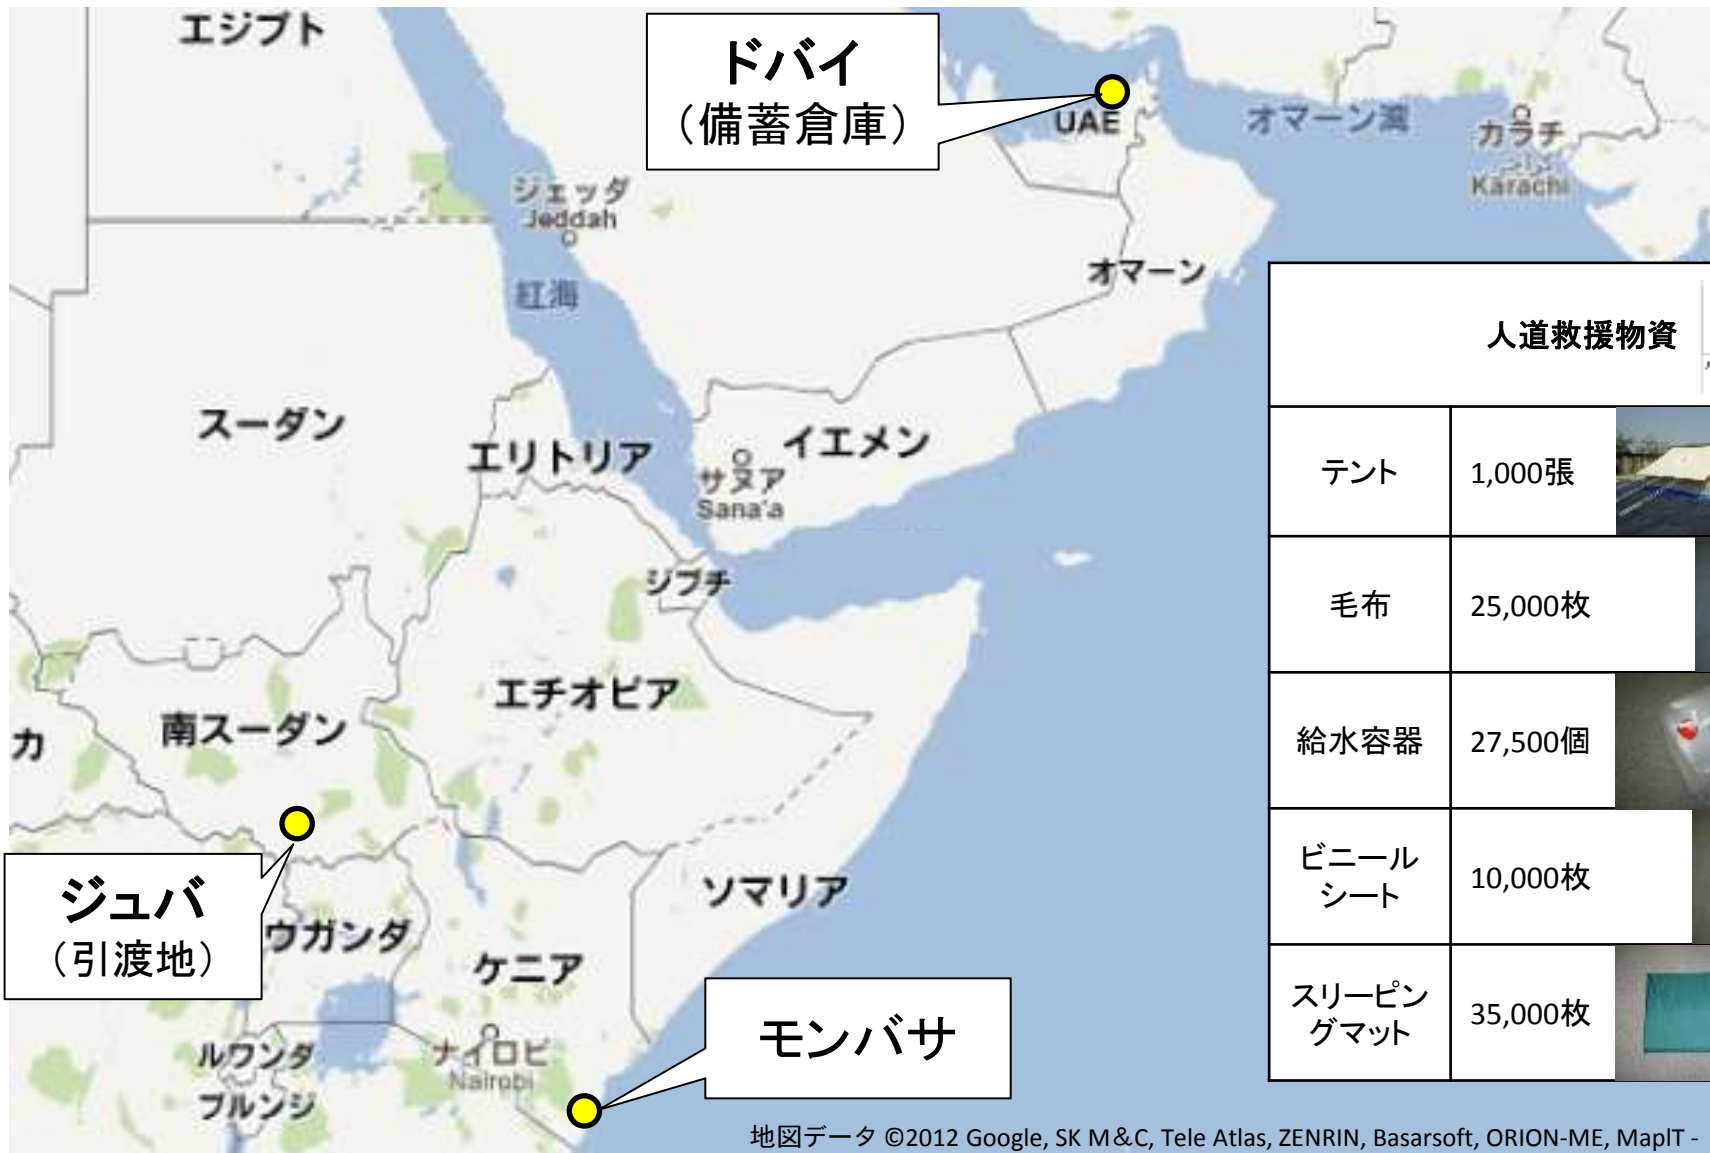 エジプト
ドバイ
（備蓄倉庫）
UAE
オマーン湾
カラチ
Karachi
ジェッダ
Jeddah
紅海
オマーン
人道救援物資
スーダン
エリトリア
イエメン
サヌア
Sana'a
テント 1,000張
ジブチ
毛布 25,000枚
エチオピア
南スーダン
カ
給水容器 27,500個
ジュバ
（引渡地）
ソマリア
ビニール
シート
10,000枚
ウガンダ
ケニア
モンバサ
スリーピン
グマット
35,000枚
ルワンダ
ナイロビ
Nairobi
ブルンジ
地図データ ©2012 Google, SK M&C, Tele Atlas, ZENRIN, Basarsoft, ORION-ME, MapIT -